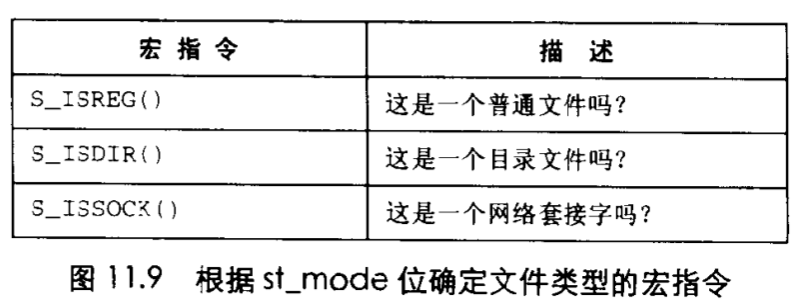 宏指令 描述
S_ISREG() 这是一个普通文件吗？
S_ISDIR() 这是一个目录文件吗？
S_ISSOCK() 这是一个网络套接字吗？
图 11.9 根据 st_mode 位确定文件类型的宏指令